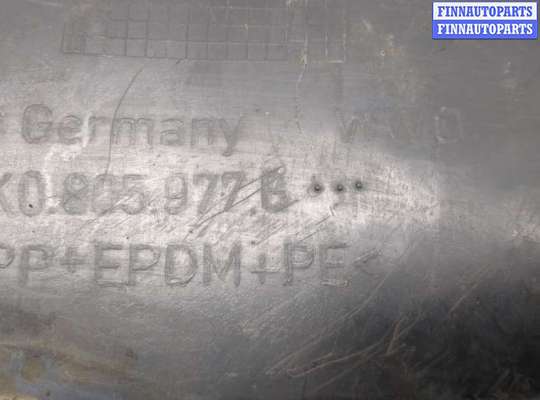 FINNAUTOPARTS
FINNAUTOPARTS
Germany
K0.805.977.B
PP+EPDM+PE<